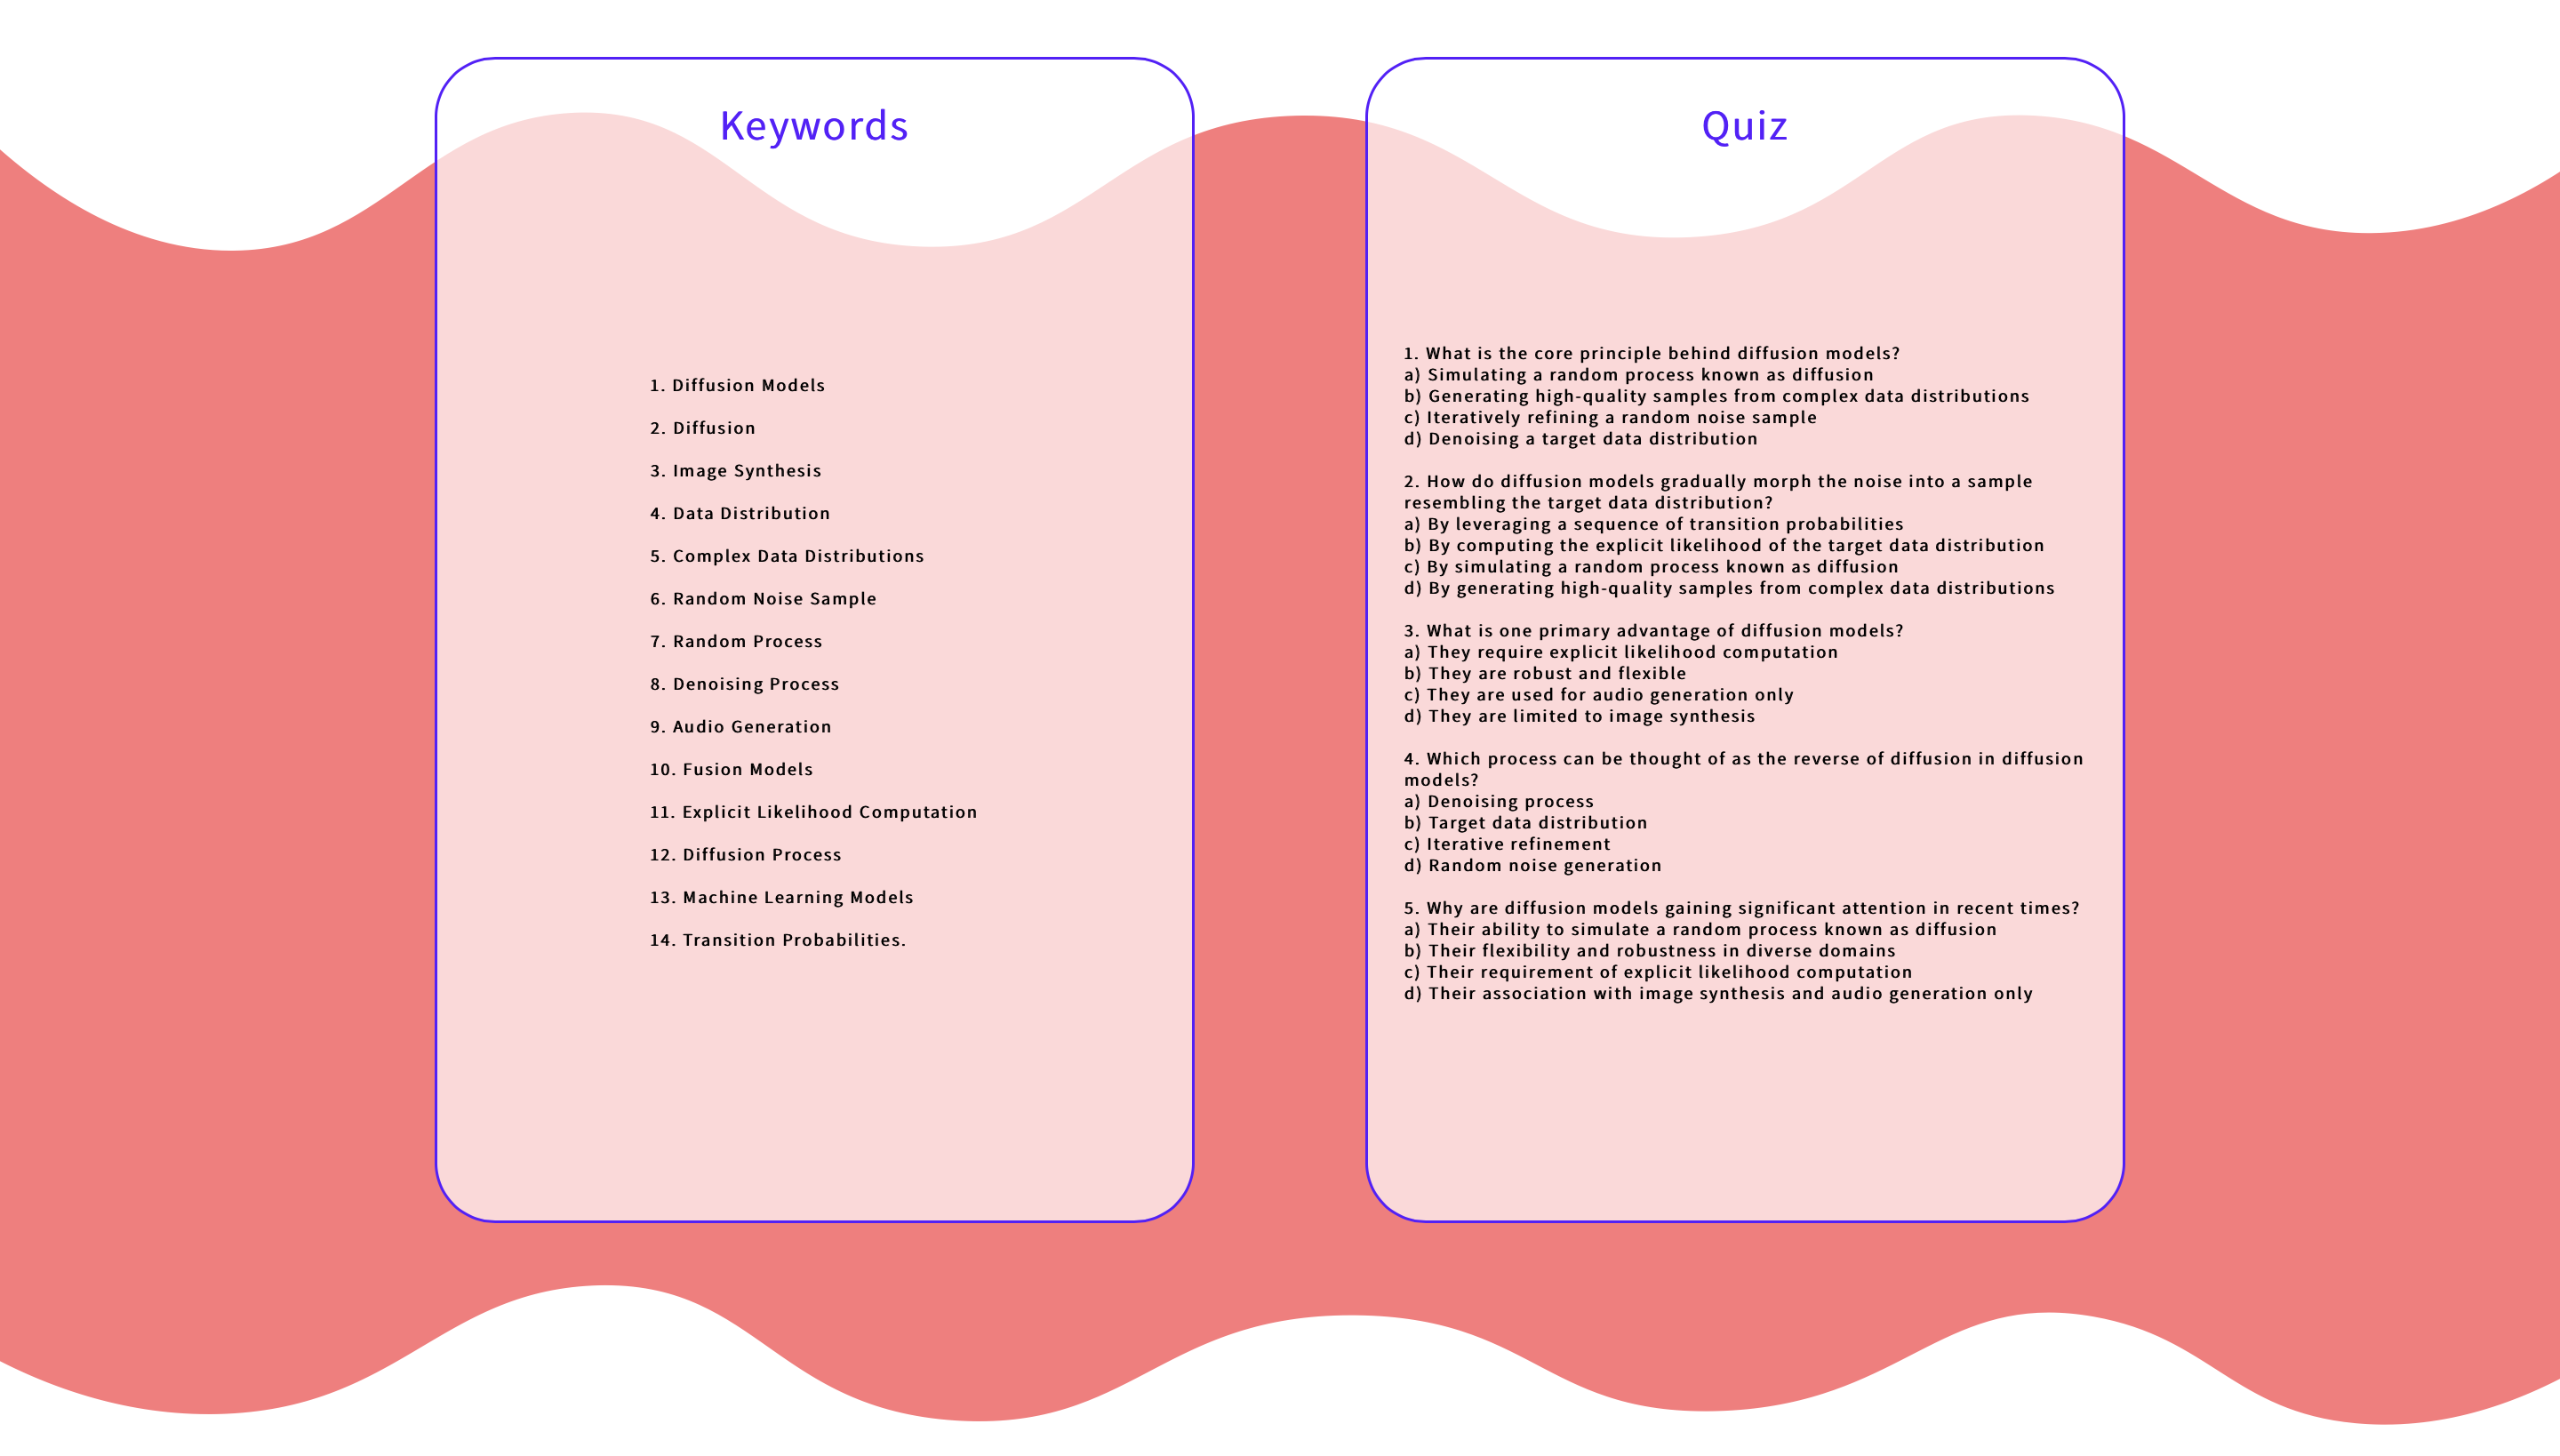 Keywords
1. Diffusion Models
2. Diffusion
3. Image Synthesis
4. Data Distribution
5. Complex Data Distributions
6. Random Noise Sample
7. Random Process
8. Denoising Process
9. Audio Generation
10. Fusion Models
11. Explicit Likelihood Computation
12. Diffusion Process
13. Machine Learning Models
14. Transition Probabilities.
Quiz
1. What is the core principle behind diffusion models?
a) Simulating a random process known as diffusion
b) Generating high-quality samples from complex data distributions
c) Iteratively refining a random noise sample
d) Denoising a target data distribution
2. How do diffusion models gradually morph the noise into a sample
resembling the target data distribution?
a) By leveraging a sequence of transition probabilities
b) By computing the explicit likelihood of the target data distribution
c) By simulating a random process known as diffusion
d) By generating high-quality samples from complex data distributions
3. What is one primary advantage of diffusion models?
a) They require explicit likelihood computation
b) They are robust and flexible
c) They are used for audio generation only
d) They are limited to image synthesis
4. Which process can be thought of as the reverse of diffusion in diffusion
models?
a) Denoising process
b) Target data distribution
c) Iterative refinement
d) Random noise generation
5. Why are diffusion models gaining significant attention in recent times?
a) Their ability to simulate a random process known as diffusion
b) Their flexibility and robustness in diverse domains
c) Their requirement of explicit likelihood computation
d) Their association with image synthesis and audio generation only